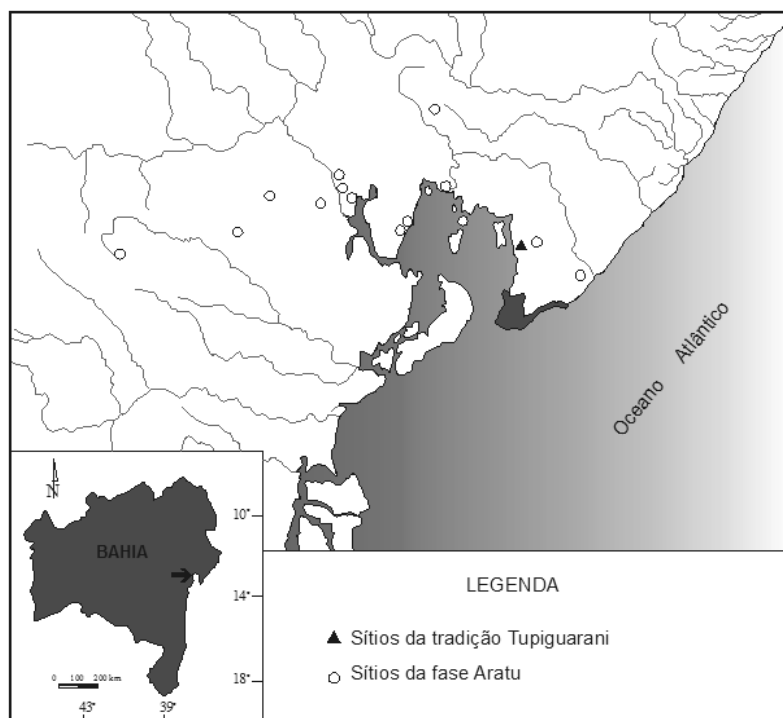 Oceano Atlântico
N
BAHIA
10°
14°
18°
0 100 200 km
43° 39°
LEGENDA
Sítios da tradição Tupiguarani
Sítios da fase Aratu